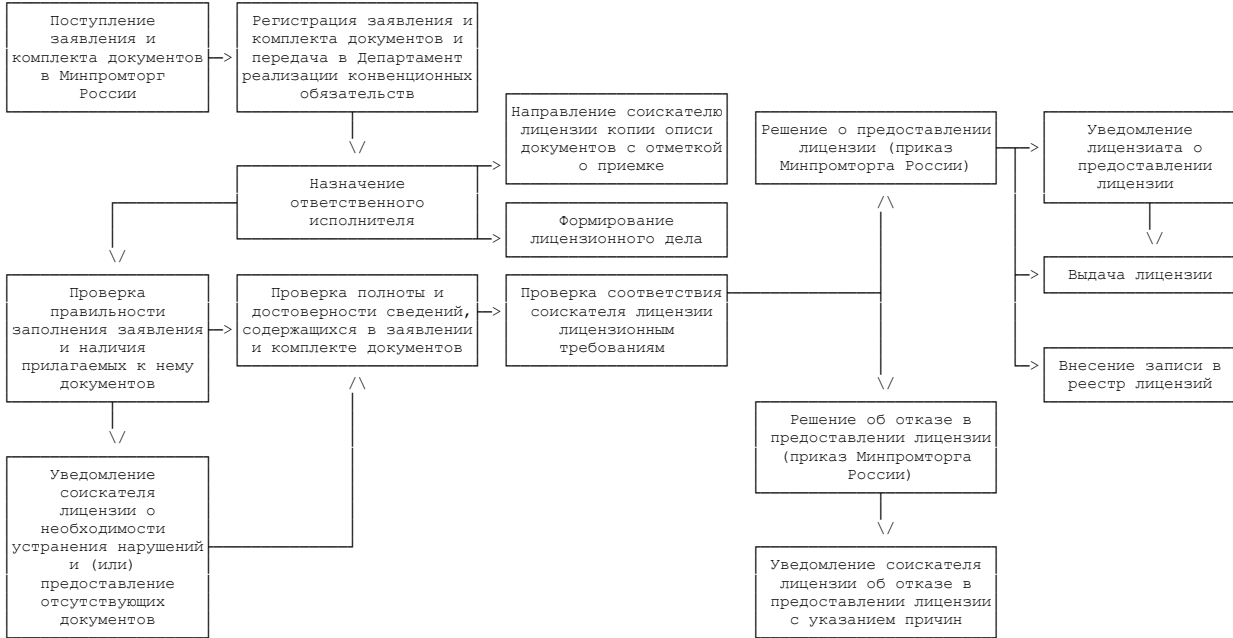 Поступление
заявления и
комплекта документов
в Минпромторг
России
Регистрация заявления и
комплекта документов и
передача в Департамент
реализации конвенционных
обязательств
Направление соискателю
лицензии копии описи
документов с отметкой
о приемке
Решение о предоставлении
лицензии (приказ
Минпромторга России)
Уведомление
лицензиата о
предоставлении
лицензии
Назначение
ответственного
исполнителя
Формирование
лицензионного дела
Выдача лицензии
Проверка
правильности
заполнения заявления
и наличия
прилагаемых к нему
документов
Проверка полноты и
достоверности сведений,
содержащихся в заявлении
и комплекте документов
Проверка соответствия
соискателя лицензии
лицензионным
требованиям
Внесение записи в
реестр лицензий
Решение об отказе в
предоставлении лицензии
(приказ Минпромторга
России)
Уведомление
соискателя
лицензии о
необходимости
устранения нарушений
и (или)
предоставление
отсутствующих
документов
Уведомление соискателя
лицензии об отказе в
предоставлении лицензии
с указанием причин